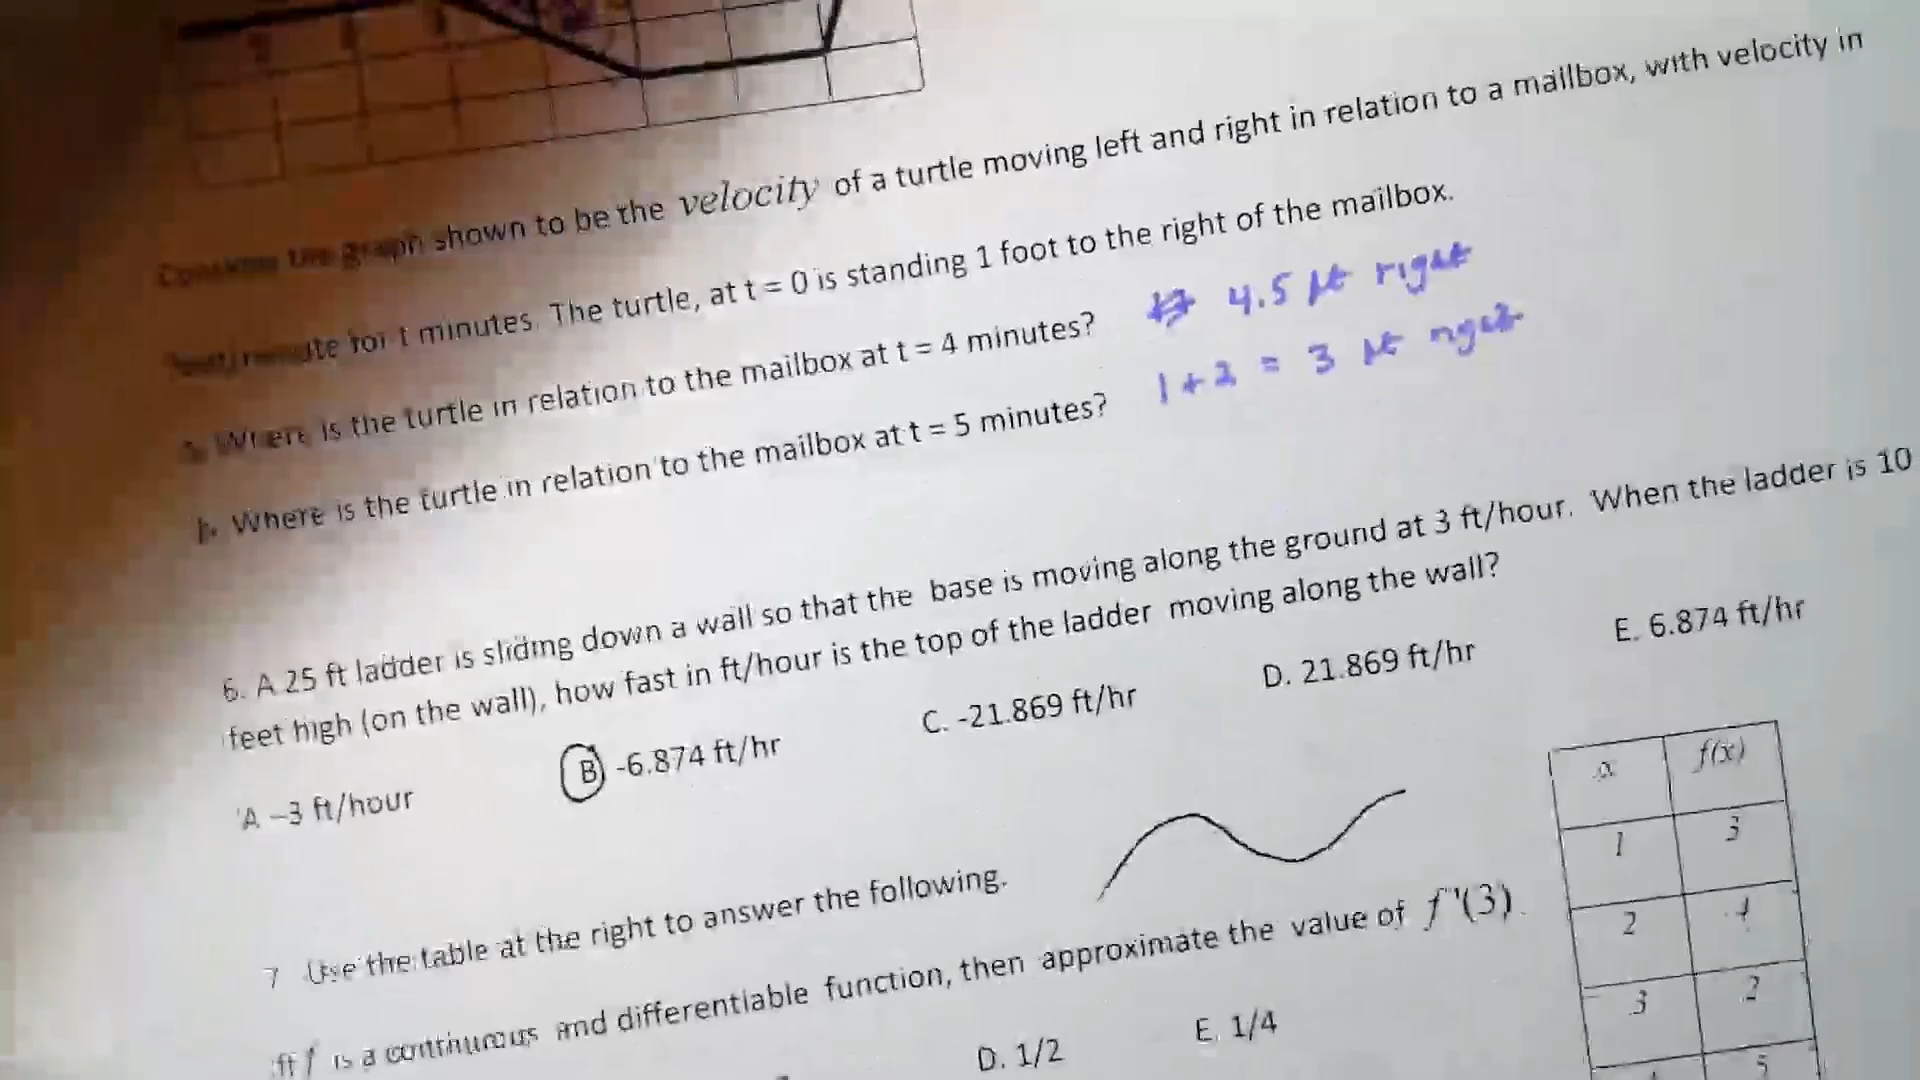 Consider the graph shown to be the velocity of a turtle moving left and right in relation to a mailbox, with velocity in
minute for t minutes. The turtle, at t = 0 is standing 1 foot to the right of the mailbox.
Where is the turtle in relation to the mailbox at t = 4 minutes? 4.5 ft right
b. Where is the turtle in relation to the mailbox at t = 5 minutes? 1 + 2 = 3 ft right
6. A 25 ft ladder is sliding down a wall so that the base is moving along the ground at 3 ft/hour. When the ladder is 10
feet high (on the wall), how fast in ft/hour is the top of the ladder moving along the wall?
A -3 ft/hour B) -6.874 ft/hr C. -21.869 ft/hr D. 21.869 ft/hr E. 6.874 ft/hr
7 Use the table at the right to answer the following.
If f is a continuous and differentiable function, then approximate the value of f'(3).
D. 1/2 E. 1/4
x f(x)
1 3
2 4
3 2
5